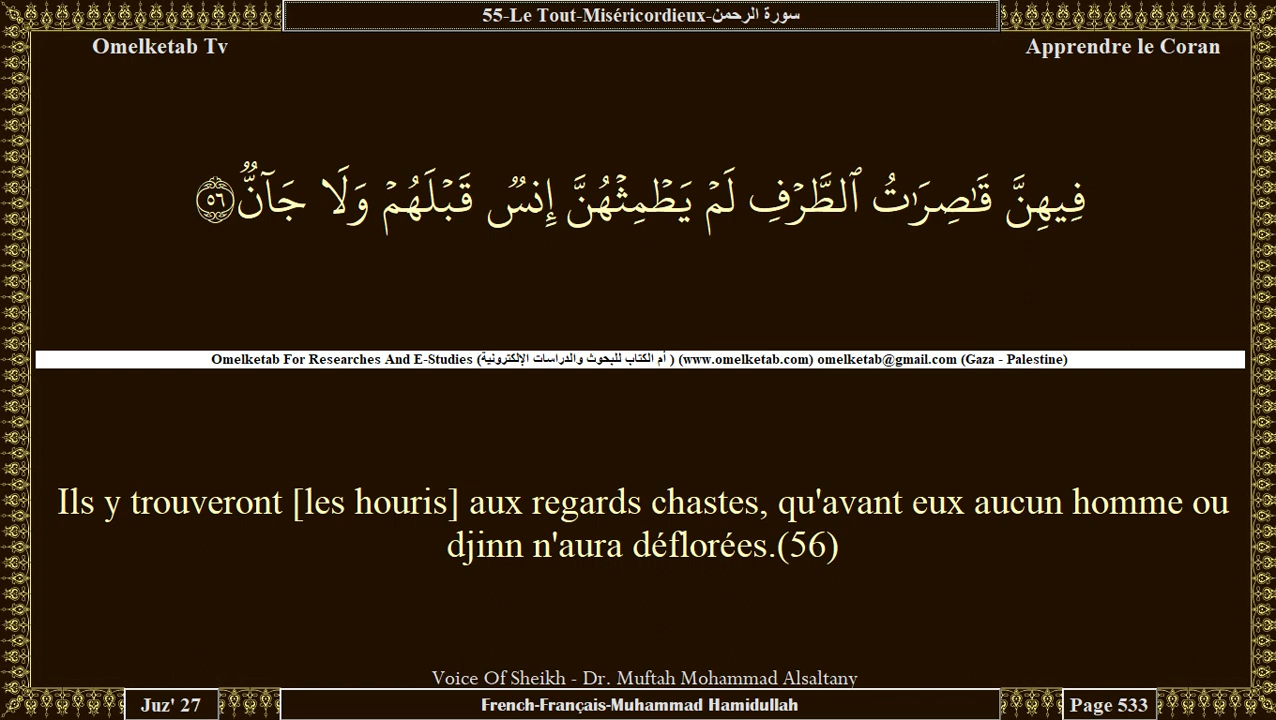 55-Le Tout-Miséricordieux-سورة الرحمن
Omelketab Tv
Apprendre le Coran
فِيهِنَّ قَٰصِرَٰتُ ٱلطَّرۡفِ لَمۡ يَطۡمِثۡهُنَّ إِنسٞ قَبۡلَهُمۡ وَلَا جَآنّٞ ٥٦
Omelketab For Researches And E-Studies (أم الكتاب للبحوث والدراسات الإلكترونية ) (www.omelketab.com) omelketab@gmail.com (Gaza - Palestine)
Ils y trouveront [les houris] aux regards chastes, qu'avant eux aucun homme ou
djinn n'aura déflorées.(56)
Voice Of Sheikh - Dr. Muftah Mohammad Alsaltany
Juz' 27
French-Français-Muhammad Hamidullah
Page 533